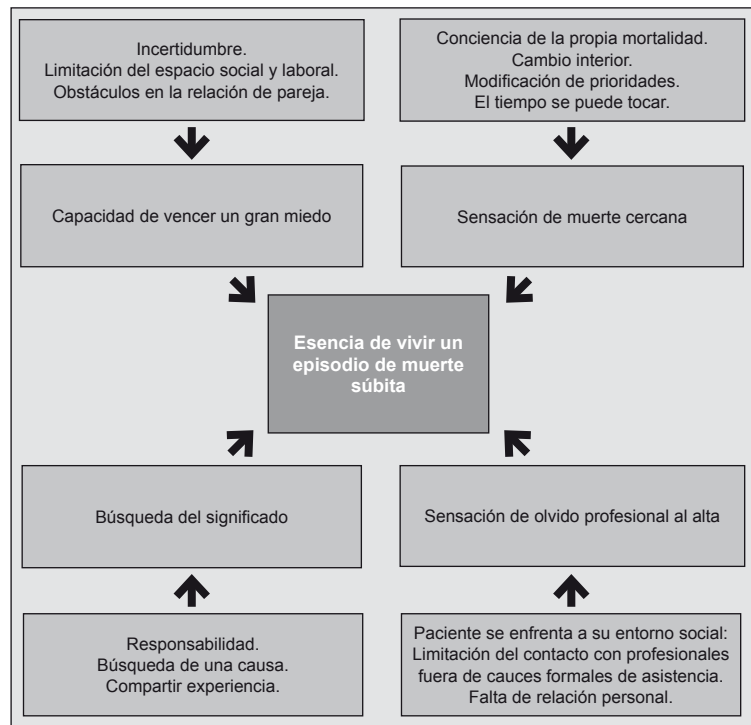 Incertidumbre.
Limitación del espacio social y laboral.
Obstáculos en la relación de pareja.
Conciencia de la propia mortalidad.
Cambio interior.
Modificación de prioridades.
El tiempo se puede tocar.
Capacidad de vencer un gran miedo
Sensación de muerte cercana
Esencia de vivir un
episodio de muerte
súbita
Búsqueda del significado
Sensación de olvido profesional al alta
Responsabilidad.
Búsqueda de una causa.
Compartir experiencia.
Paciente se enfrenta a su entorno social:
Limitación del contacto con profesionales
fuera de cauces formales de asistencia.
Falta de relación personal.